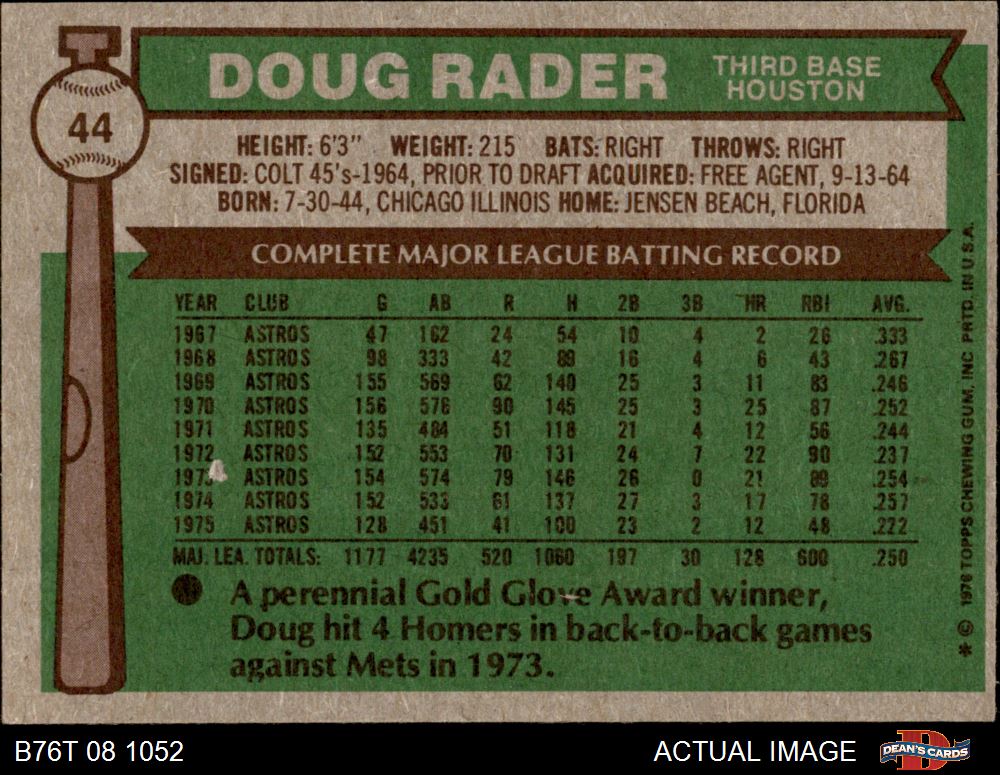 44
DOUG RADER
THIRD BASE
HOUSTON
HEIGHT: 6'3" WEIGHT: 215 BATS: RIGHT THROWS: RIGHT
SIGNED: COLT 45's-1964, PRIOR TO DRAFT ACQUIRED: FREE AGENT, 9-13-64
BORN: 7-30-44, CHICAGO ILLINOIS HOME: JENSEN BEACH, FLORIDA
COMPLETE MAJOR LEAGUE BATTING RECORD
YEAR CLUB G AB R H 2B 3B HR RBI AVG.
1967 ASTROS 47 162 24 54 10 4 2 26 .333
1968 ASTROS 98 333 42 89 16 4 6 43 .267
1969 ASTROS 155 569 62 140 25 3 11 83 .246
1970 ASTROS 156 576 90 145 25 3 25 87 .252
1971 ASTROS 135 484 51 118 21 4 12 56 .244
1972 ASTROS 152 553 70 131 24 7 22 90 .237
1973 ASTROS 154 574 79 146 26 0 21 89 .254
1974 ASTROS 152 533 61 137 27 3 17 78 .257
1975 ASTROS 128 451 41 100 23 2 12 48 .222
MAJ. LEA. TOTALS: 1177 4235 520 1060 197 30 128 600 .250
A perennial Gold Glove Award winner,
Doug hit 4 Homers in back-to-back games
against Mets in 1973.
* © 1976 TOPPS CHEWING GUM, INC. PRTD. IN U.S.A.
B76T 08 1052
ACTUAL IMAGE
DEAN'S CARDS